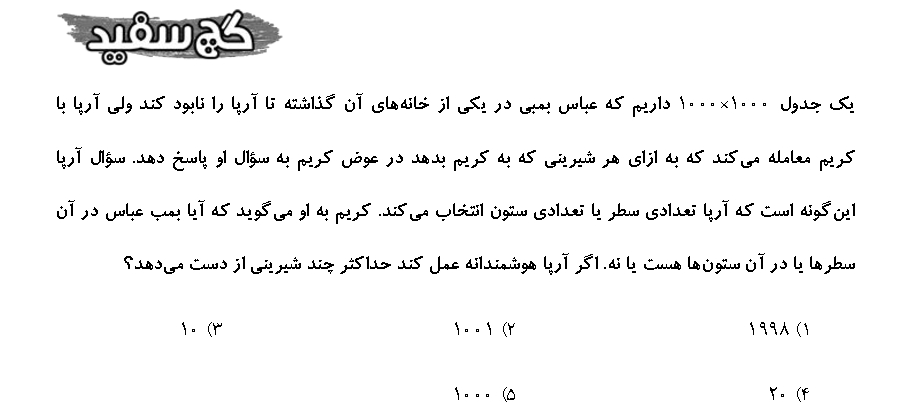 گچ سفید
یک جدول ۱۰۰۰×۱۰۰۰ داریم که عباس بمبی در یکی از خانه‌های آن گذاشته تا آرپا را نابود کند ولی آرپا با
کریم معامله می‌کند که به ازای هر شیرینی که به کریم بدهد در عوض کریم به سؤال او پاسخ دهد. سؤال آرپا
این‌گونه است که آرپا تعدادی سطر یا تعدادی ستون انتخاب می‌کند. کریم به او می‌گوید که آیا بمب عباس در آن
سطرها یا در آن ستون‌ها هست یا نه. اگر آرپا هوشمندانه عمل کند حداکثر چند شیرینی از دست می‌دهد؟
۱) ۱۹۹۸ ۲) ۱۰۰۱ ۳) ۱۰
۴) ۲۰ ۵) ۱۰۰۰